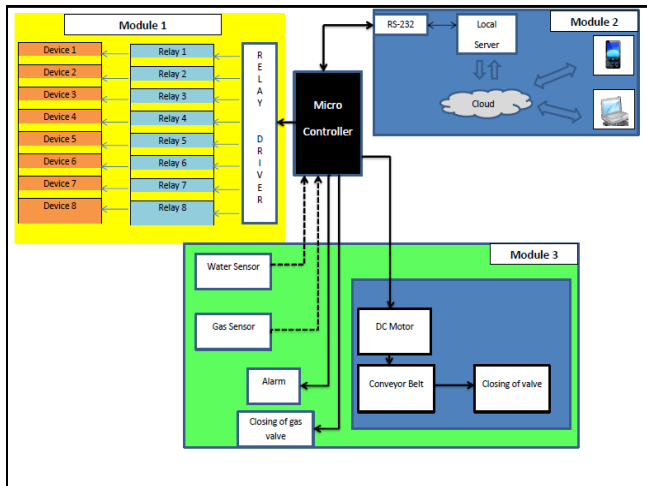 Module 1
Device 1
Device 2
Device 3
Device 4
Device 5
Device 6
Device 7
Device 8
Relay 1
Relay 2
Relay 3
Relay 4
Relay 5
Relay 6
Relay 7
Relay 8
RELAY
DRIVER
Micro
Controller
Module 2
RS-232
Local
Server
Cloud
Module 3
Water Sensor
Gas Sensor
Alarm
Closing of gas
valve
DC Motor
Conveyor Belt
Closing of valve